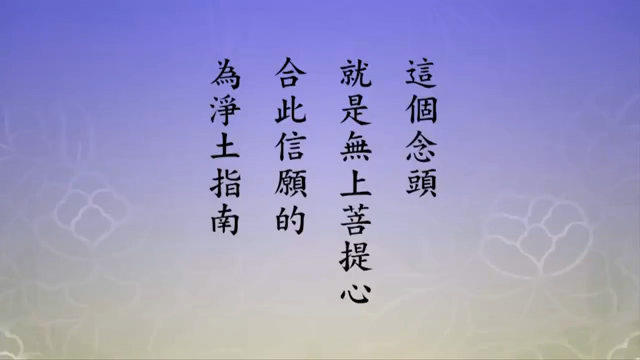 這個念頭
就是無上菩提心
合此信願的
為淨土指南